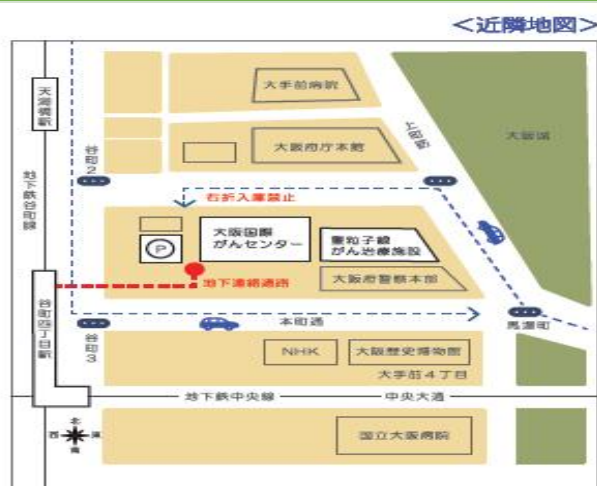 <近隣地図>
天満橋駅
大手前病院
上町筋
大阪城
谷町2
大阪府庁本館
地下鉄谷町線
右折入庫禁止
大阪国際
がんセンター
重粒子線
がん治療施設
P
地下連絡通路
大阪府警察本部
谷町四丁目駅
本町通
馬場町
谷町3
NHK
大阪歴史博物館
大手前4丁目
地下鉄中央線
中央大通
北
西
東
南
国立大阪病院